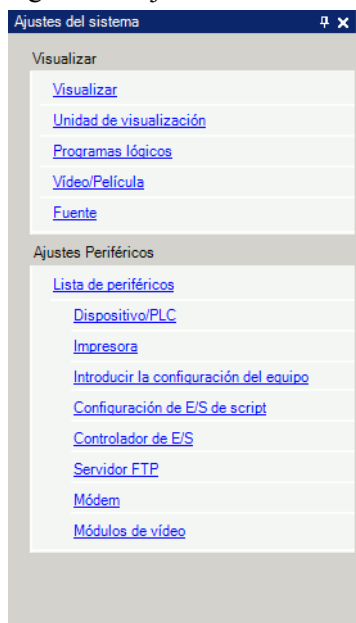 Ajustes del sistema
Visualizar
Visualizar
Unidad de visualización
Programas lógicos
Vídeo/Película
Fuente
Ajustes Periféricos
Lista de periféricos
Dispositivo/PLC
Impresora
Introducir la configuración del equipo
Configuración de E/S de script
Controlador de E/S
Servidor FTP
Módem
Módulos de vídeo